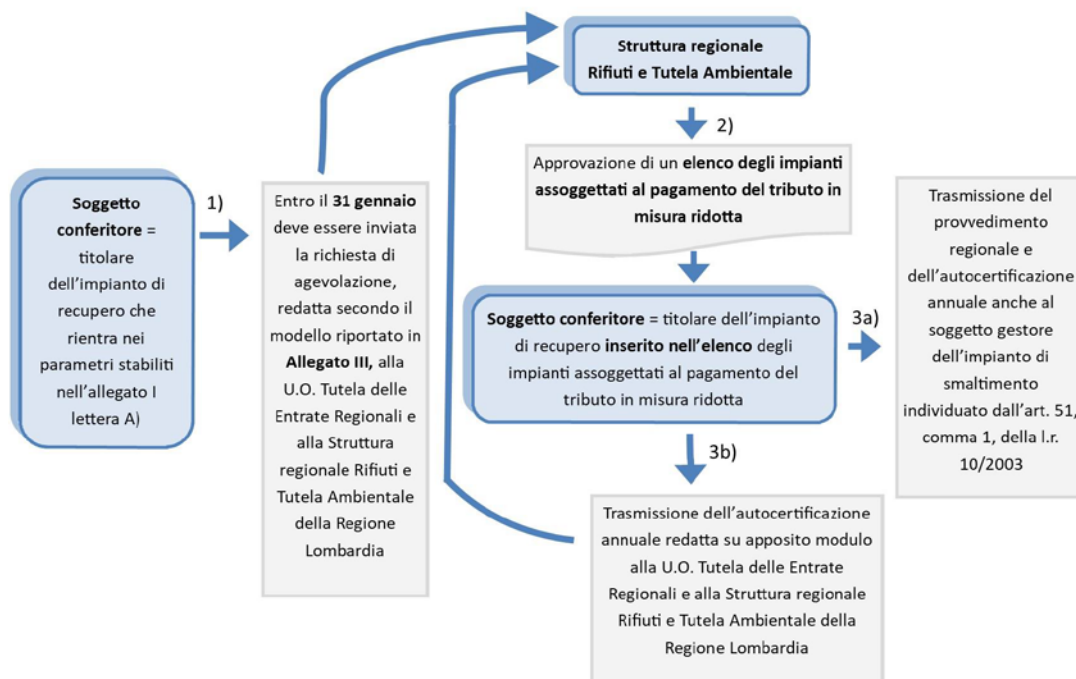 Struttura regionale
Rifiuti e Tutela Ambientale
2)
Approvazione di un elenco degli impianti
assoggettati al pagamento del tributo in
misura ridotta
Soggetto
conferitore =
titolare
dell’impianto di
recupero che
rientra nei
parametri stabiliti
nell’allegato I
lettera A)
1)
Entro il 31 gennaio
deve essere inviata
la richiesta di
agevolazione,
redatta secondo il
modello riportato in
Allegato III, alla
U.O. Tutela delle
Entrate Regionali e
alla Struttura
regionale Rifiuti e
Tutela Ambientale
della Regione
Lombardia
Soggetto conferitore = titolare dell’impianto
di recupero inserito nell’elenco degli
impianti assoggettati al pagamento del
tributo in misura ridotta
3a)
Trasmissione del
provvedimento
regionale e
dell’autocertificazione
annuale anche al
soggetto gestore
dell’impianto di
smaltimento
individuato dall’art. 51,
comma 1, della l.r.
10/2003
3b)
Trasmissione dell’autocertificazione
annuale redatta su apposito modulo
alla U.O. Tutela delle Entrate
Regionali e alla Struttura regionale
Rifiuti e Tutela Ambientale della
Regione Lombardia